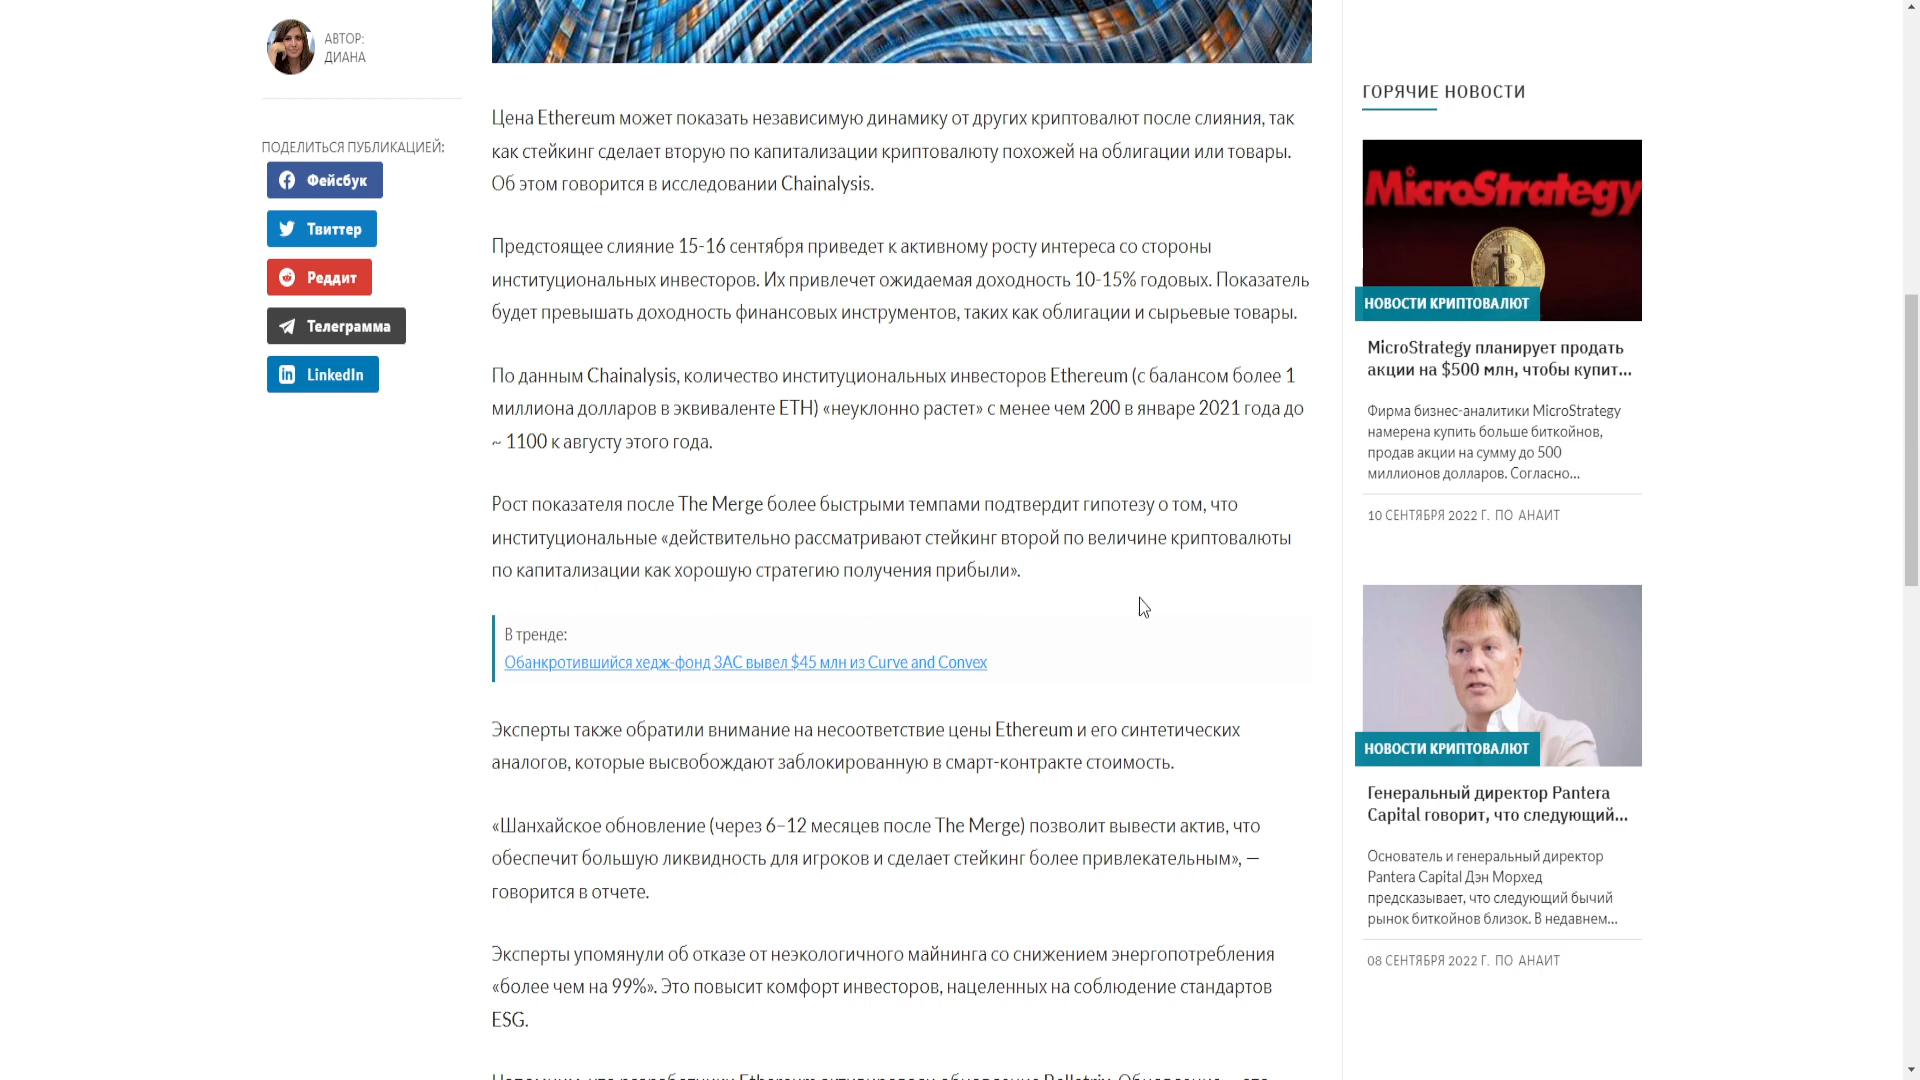 АВТОР:
ДИАНА
ПОДЕЛИТЬСЯ ПУБЛИКАЦИЕЙ:
Фейсбук
Твиттер
Реддит
Телеграмма
LinkedIn
Цена Ethereum может показать независимую динамику от других криптовалют после слияния, так
как стейкинг сделает вторую по капитализации криптовалюту похожей на облигации или товары.
Об этом говорится в исследовании Chainalysis.
Предстоящее слияние 15-16 сентября приведет к активному росту интереса со стороны
институциональных инвесторов. Их привлечет ожидаемая доходность 10-15% годовых. Показатель
будет превышать доходность финансовых инструментов, таких как облигации и сырьевые товары.
По данным Chainalysis, количество институциональных инвесторов Ethereum (с балансом более 1
миллиона долларов в эквиваленте ETH) «неуклонно растет» с менее чем 200 в январе 2021 года до
~ 1100 к августу этого года.
Рост показателя после The Merge более быстрыми темпами подтвердит гипотезу о том, что
институциональные «действительно рассматривают стейкинг второй по величине криптовалюты
по капитализации как хорошую стратегию получения прибыли».
В тренде:
Обанкротившийся хедж-фонд 3AC вывел $45 млн из Curve and Convex
Эксперты также обратили внимание на несоответствие цены Ethereum и его синтетических
аналогов, которые высвобождают заблокированную в смарт-контракте стоимость.
«Шанхайское обновление (через 6–12 месяцев после The Merge) позволит вывести актив, что
обеспечит большую ликвидность для игроков и сделает стейкинг более привлекательным», —
говорится в отчете.
Эксперты упомянули об отказе от неэкологичного майнинга со снижением энергопотребления
«более чем на 99%». Это повысит комфорт инвесторов, нацеленных на соблюдение стандартов
ESG.
Напомним, что разработчики Ethereum активировали обновление Bellatrix. Обновление — это
ГОРЯЧИЕ НОВОСТИ
MicroStrategy
НОВОСТИ КРИПТОВАЛЮТ
MicroStrategy планирует продать
акции на $500 млн, чтобы купит...
Фирма бизнес-аналитики MicroStrategy
намерена купить больше биткойнов,
продав акции на сумму до 500
миллионов долларов. Согласно...
10 СЕНТЯБРЯ 2022 Г. ПО АНАИТ
НОВОСТИ КРИПТОВАЛЮТ
Генеральный директор Pantera
Capital говорит, что следующий...
Основатель и генеральный директор
Pantera Capital Дэн Морхед
предсказывает, что следующий бычий
рынок биткойнов близок. В недавнем...
08 СЕНТЯБРЯ 2022 Г. ПО АНАИТ